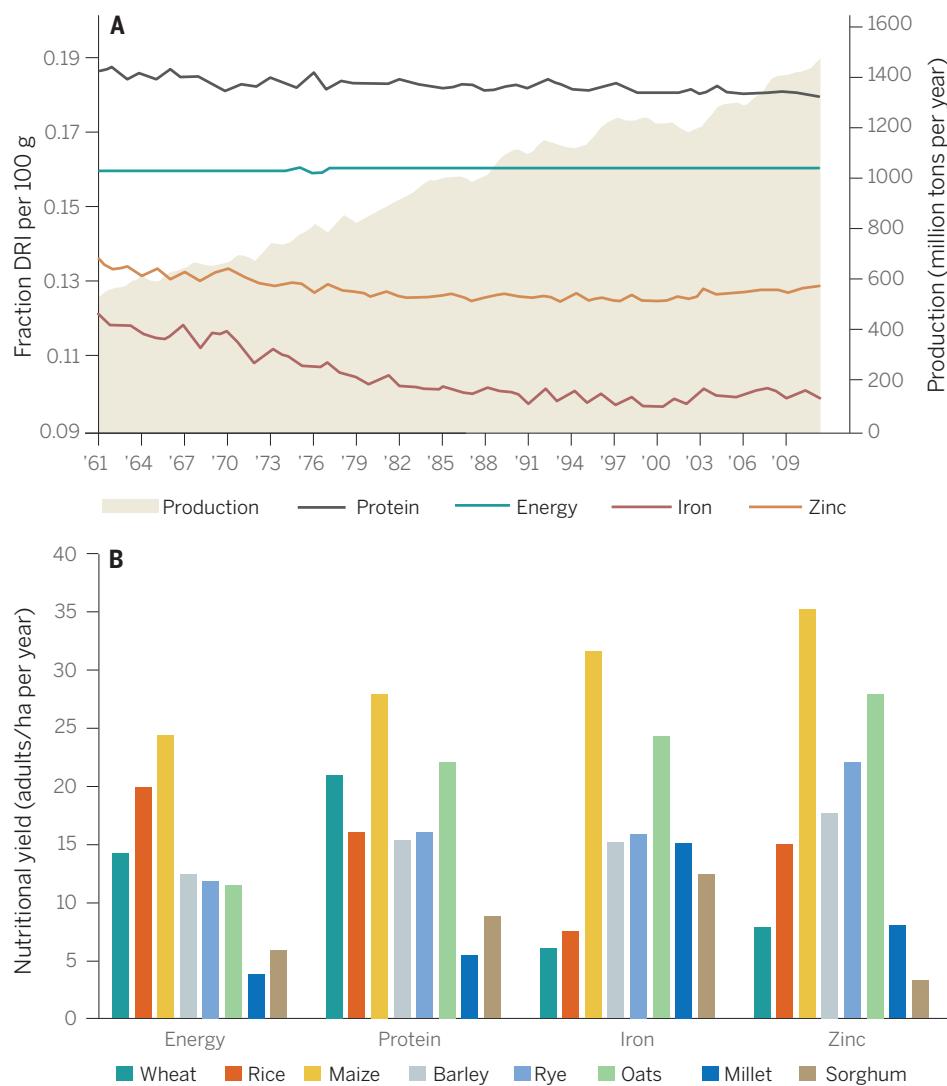 A
0.19
0.17
0.15
0.13
0.11
0.09
Fraction DRI per 100 g
1600
1400
1200
1000
800
600
400
200
0
Production (million tons per year)
'61 '64 '67 '70 '73 '76 '79 '82 '85 '88 '91 '94 '97 '00 '03 '06 '09
Production Protein Energy Iron Zinc
B
40
35
30
25
20
15
10
5
0
Nutritional yield (adults/ha per year)
Energy Protein Iron Zinc
Wheat Rice Maize Barley Rye Oats Millet Sorghum